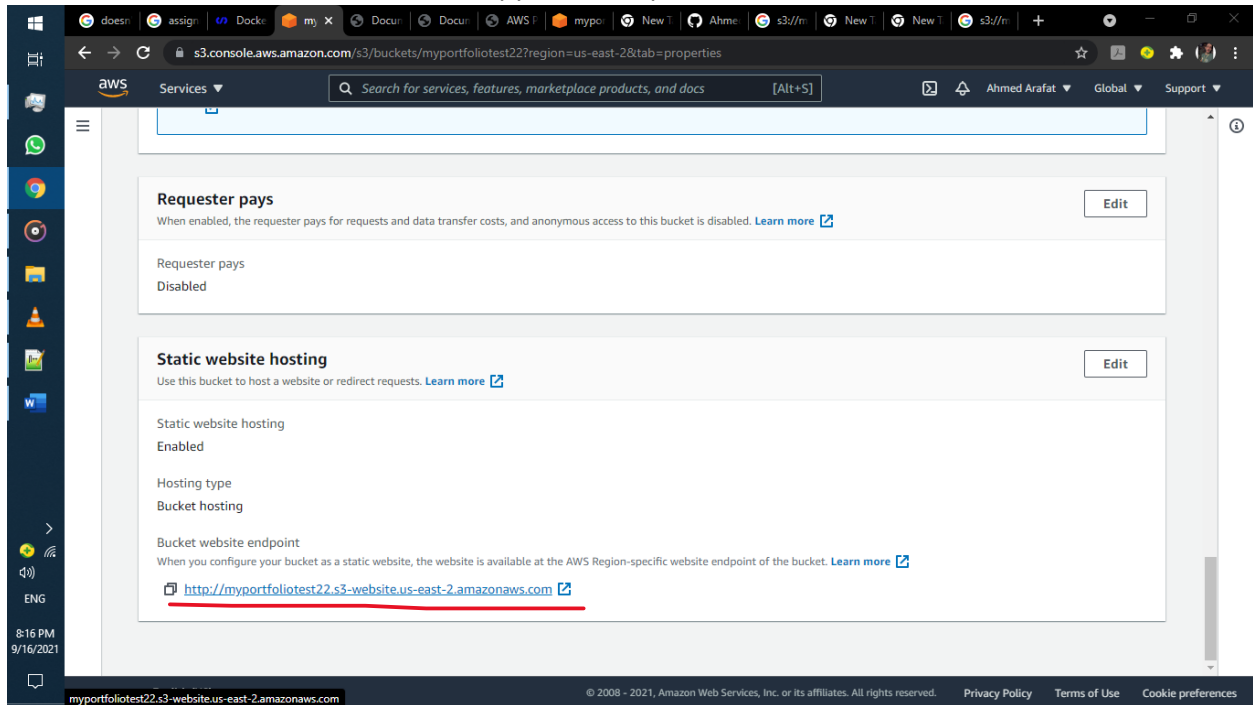 doesn
assign
Docke
my
Docun
Docun
AWS F
mypor
New T
Ahmed
s3://m
New T
New T
s3://m
s3.console.aws.amazon.com/s3/buckets/myportfoliotest22?region=us-east-2&tab=properties
aws
Services ▼
Search for services, features, marketplace products, and docs [Alt+S]
Ahmed Arafat ▼
Global ▼
Support ▼
Requester pays
Edit
When enabled, the requester pays for requests and data transfer costs, and anonymous access to this bucket is disabled. Learn more
Requester pays
Disabled
Static website hosting
Edit
Use this bucket to host a website or redirect requests. Learn more
Static website hosting
Enabled
Hosting type
Bucket hosting
Bucket website endpoint
When you configure your bucket as a static website, the website is available at the AWS Region-specific website endpoint of the bucket. Learn more
http://myportfoliotest22.s3-website.us-east-2.amazonaws.com
ENG
8:16 PM
9/16/2021
myportfoliotest22.s3-website.us-east-2.amazonaws.com
© 2008 - 2021, Amazon Web Services, Inc. or its affiliates. All rights reserved.
Privacy Policy
Terms of Use
Cookie preferences